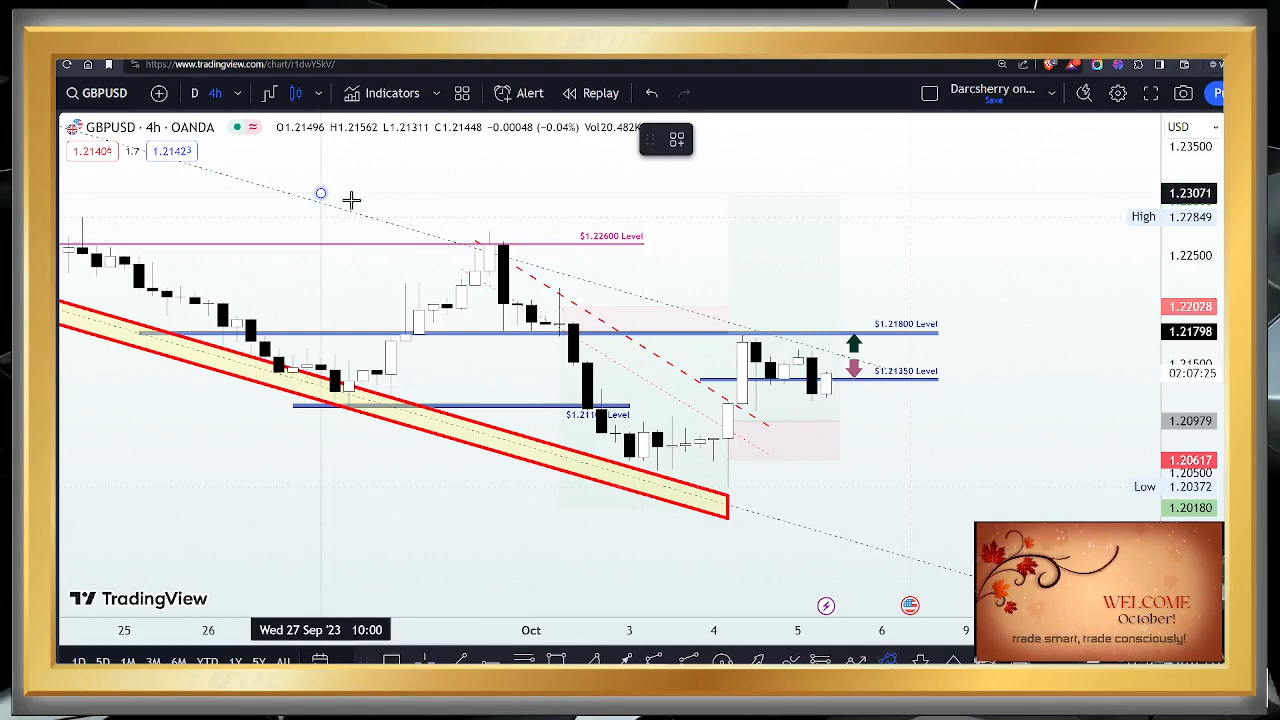 https://www.tradingview.com/chart/r1dwY5kV/
GBPUSD D 4h Indicators Alert Replay Darcsherry on... Save
GBPUSD · 4h · OANDA O1.21496 H1.21562 L1.21311 C1.21448 −0.00048 (−0.04%) Vol20.482K
1.21406 1.7 1.21423
USD
1.23500
1.23071
High 1.22849
$1.22600 Level
1.22500
1.22028
$1.21800 Level
1.21798
1.21500
$1.21350 Level
02:07:25
Level
1.20979
1.20617
1.20500
Low 1.20372
1.20180
TradingView
WELCOME
October!
trade smart, trade consciously!
25 26 Wed 27 Sep '23 10:00 Oct 3 4 5 6 9
1D 5D 1M 3M 6M YTD 1Y 5Y All